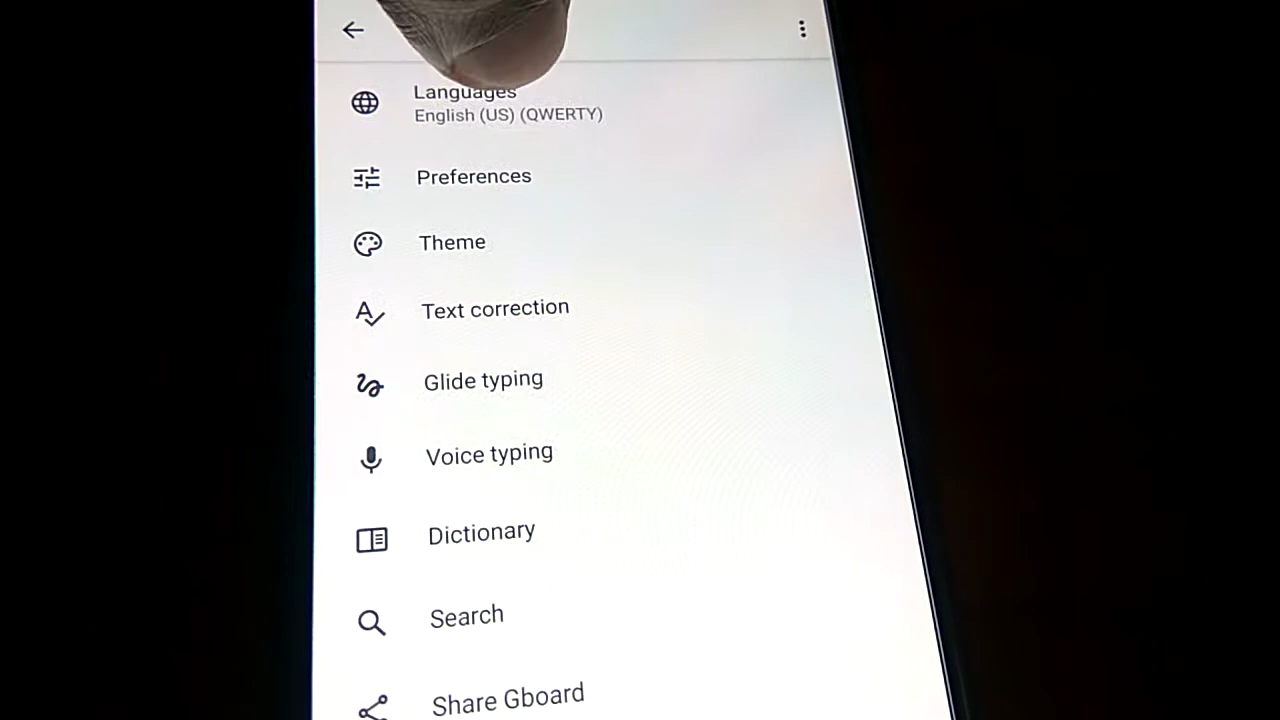 Languages
English (US) (QWERTY)
Preferences
Theme
Text correction
Glide typing
Voice typing
Dictionary
Search
Share Gboard